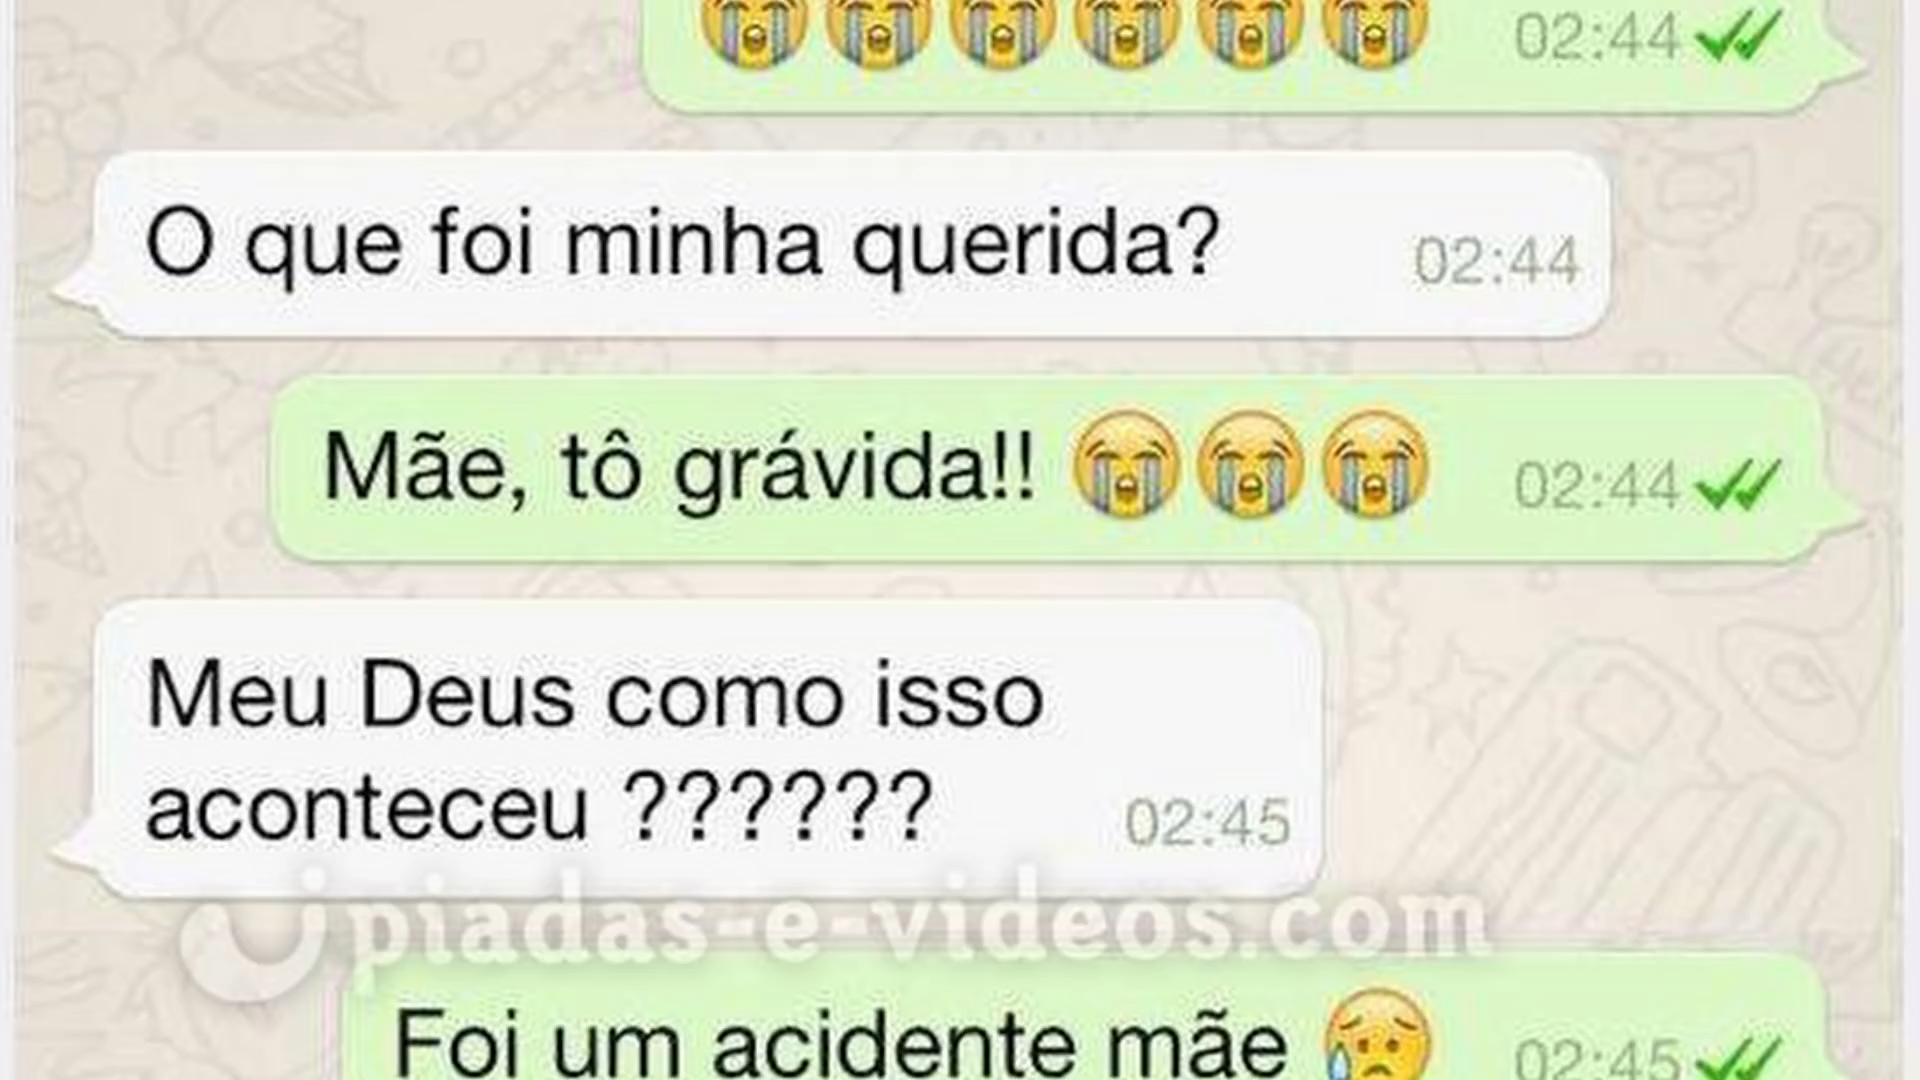 😭😭😭😭😭😭 02:44
O que foi minha querida? 02:44
Mãe, tô grávida!! 😭😭😭 02:44
Meu Deus como isso
aconteceu ?????? 02:45
piadas-e-videos.com
Foi um acidente mãe 😥 02:45